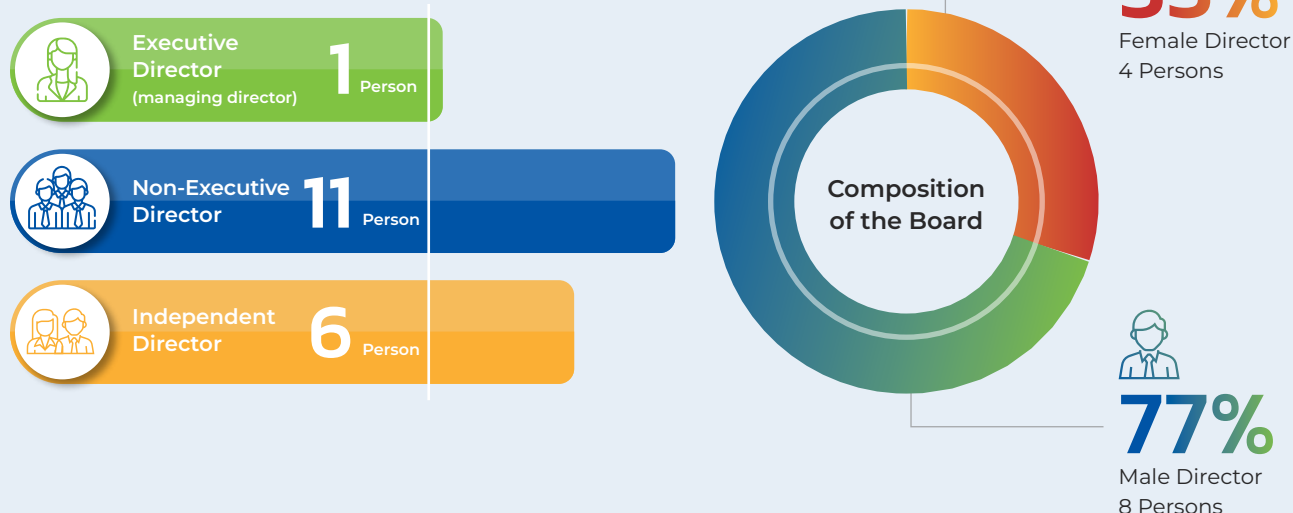 Executive
Director
(managing director)
1 Person
Non-Executive
Director
11 Person
Independent
Director
6 Person
Composition
of the Board
Female Director
4 Persons
77%
Male Director
8 Persons